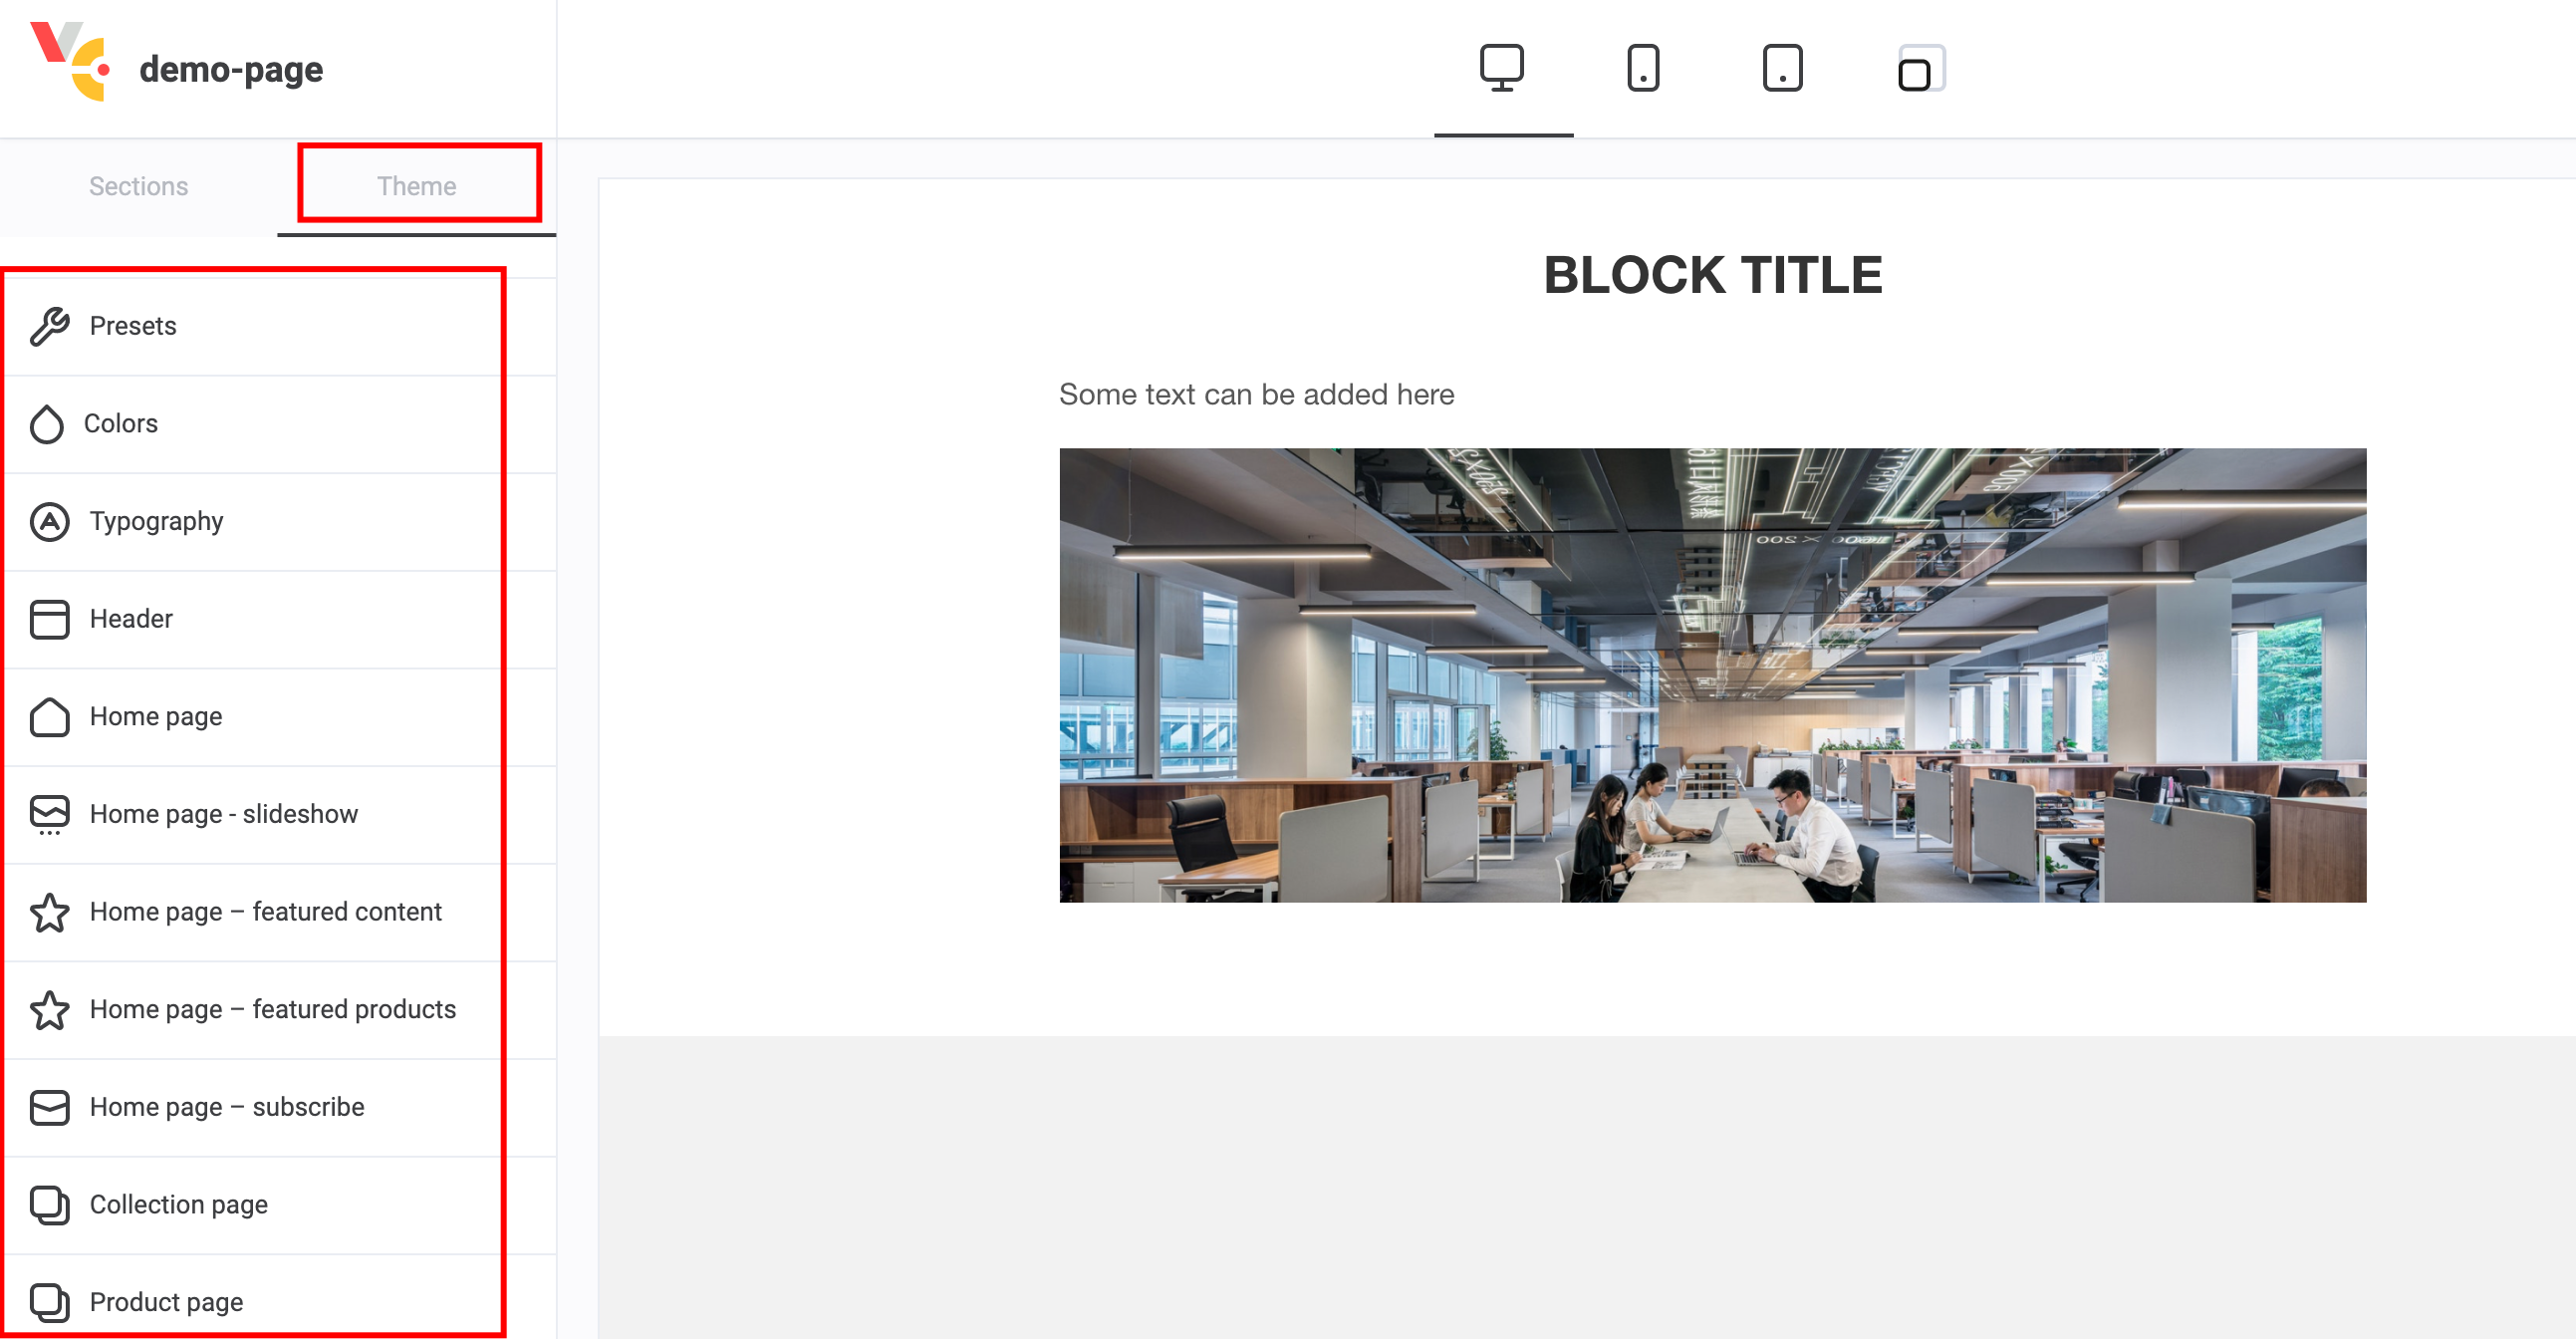 demo-page
Sections
Theme
Presets
Colors
Typography
Header
Home page
Home page - slideshow
Home page – featured content
Home page – featured products
Home page – subscribe
Collection page
Product page
BLOCK TITLE
Some text can be added here